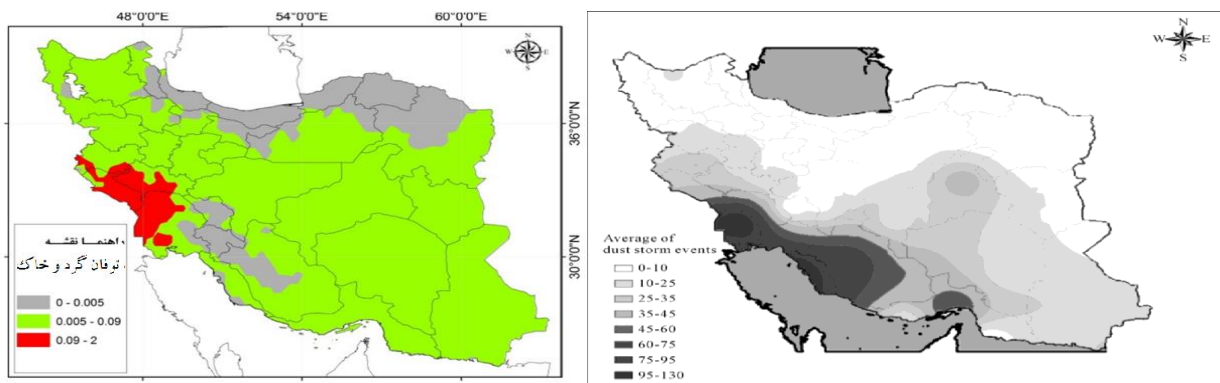 48°0'0"E 54°0'0"E 60°0'0"E
N
W E
S
36°0'0"N
30°0'0"N
راهنما نقشه
توفان گرد و خاک
0 - 0.005
0.005 - 0.09
0.09 - 2
N
W E
S
Average of
dust storm events
0-10
10-25
25-35
35-45
45-60
60-75
75-95
95-130